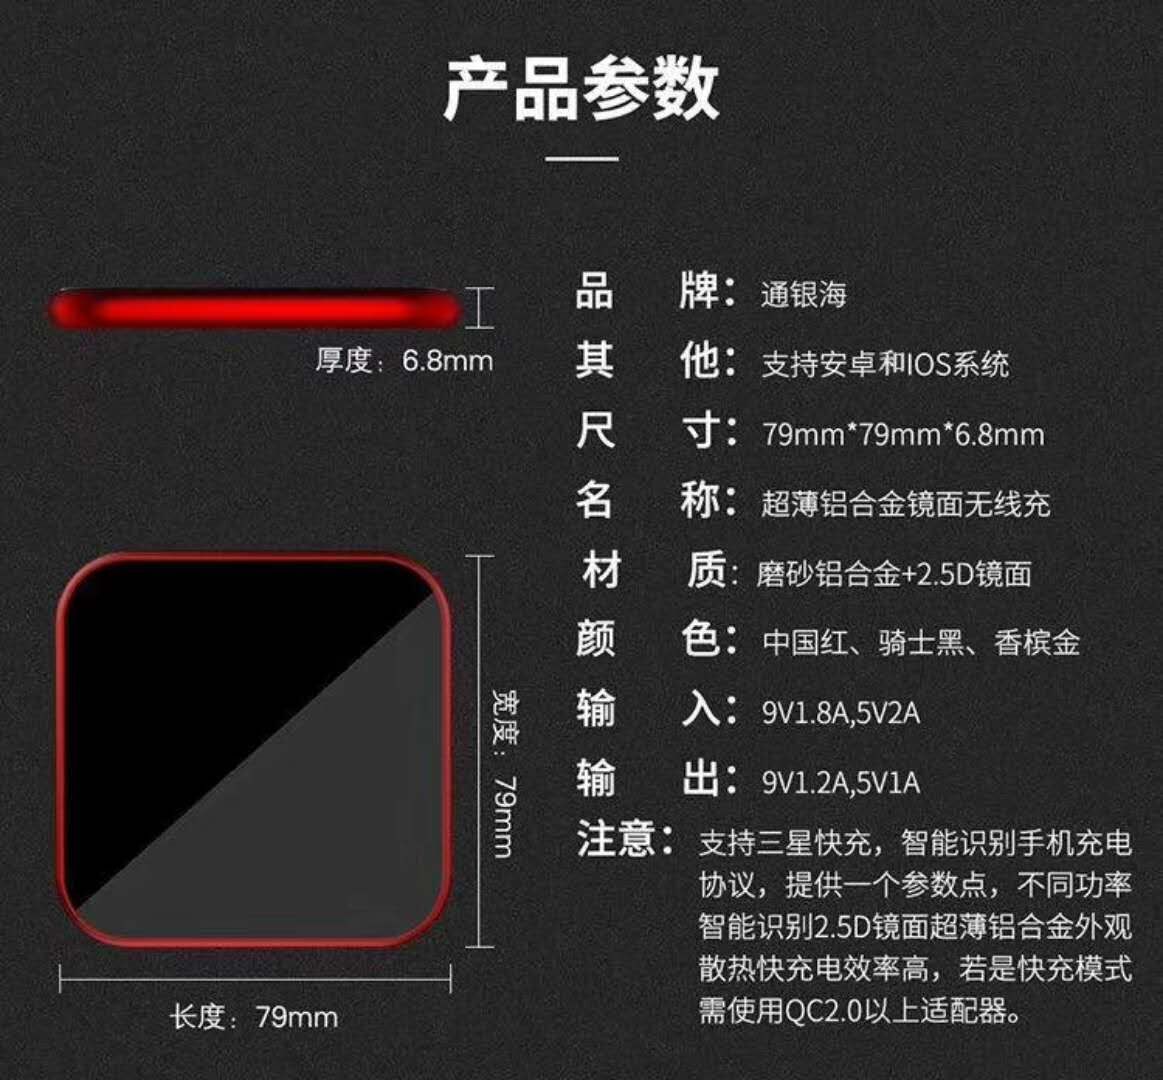 产品参数
厚度：6.8mm
宽度：79mm
长度：79mm
品 牌：通银海
其 他：支持安卓和IOS系统
尺 寸：79mm*79mm*6.8mm
名 称：超薄铝合金镜面无线充
材 质：磨砂铝合金+2.5D镜面
颜 色：中国红、骑士黑、香槟金
输 入：9V1.8A,5V2A
输 出：9V1.2A,5V1A
注意：支持三星快充，智能识别手机充电
协议，提供一个参数点，不同功率
智能识别2.5D镜面超薄铝合金外观
散热快充电效率高，若是快充模式
需使用QC2.0以上适配器。